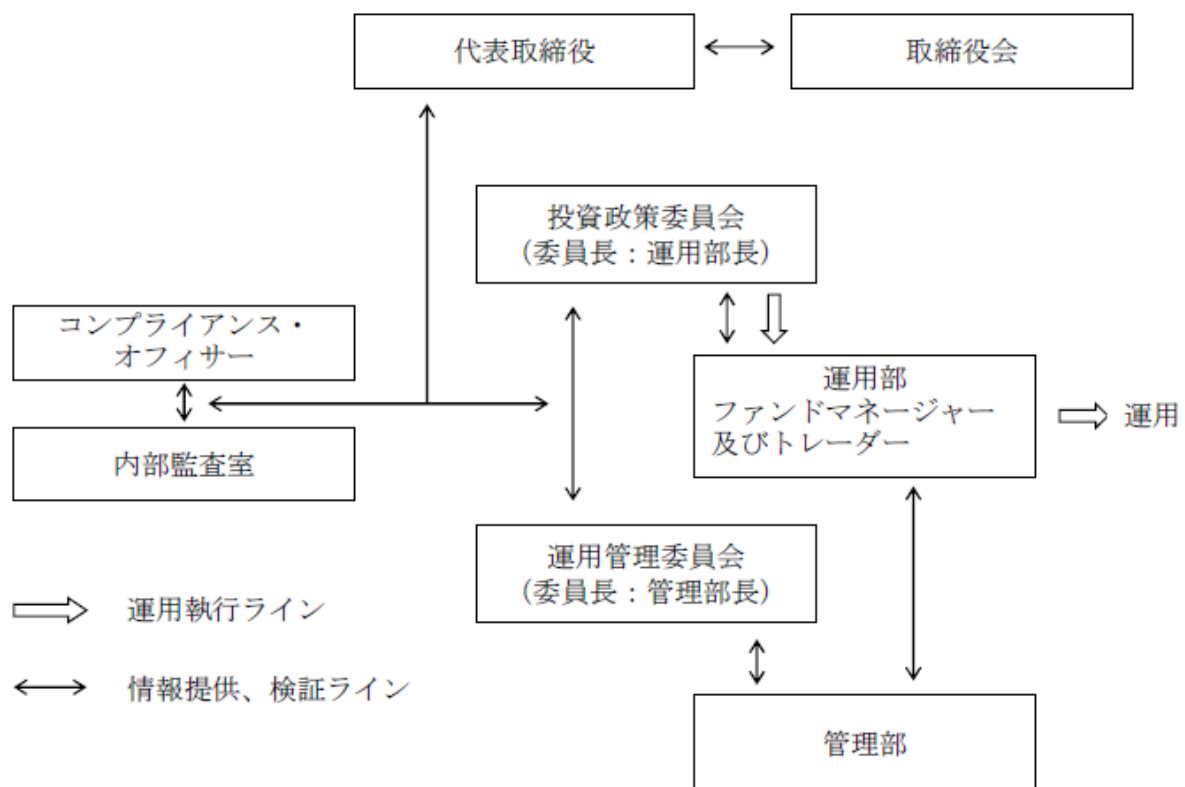 代表取締役
取締役会
投資政策委員会
（委員長：運用部長）
コンプライアンス・
オフィサー
運用部
ファンドマネージャー
及びトレーダー
運用
内部監査室
運用管理委員会
（委員長：管理部長）
運用執行ライン
情報提供、検証ライン
管理部